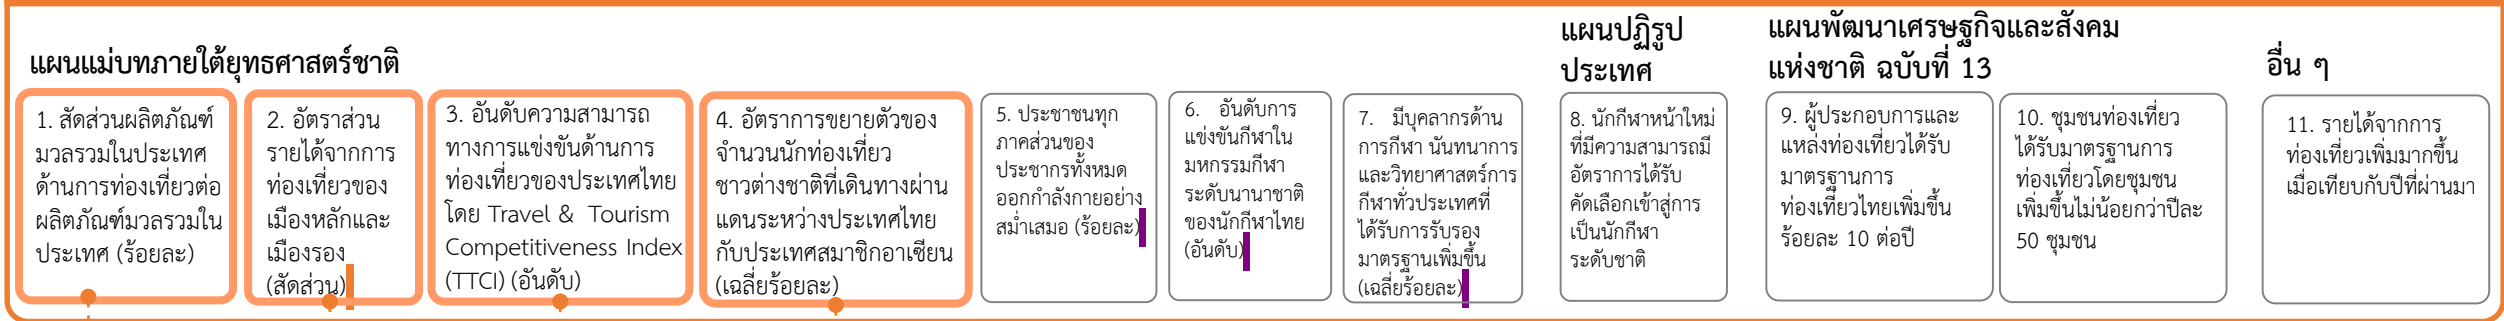 แผนแม่บทภายใต้ยุทธศาสตร์ชาติ
1. สัดส่วนผลิตภัณฑ์
มวลรวมในประเทศ
ด้านการท่องเที่ยวต่อ
ผลิตภัณฑ์มวลรวมใน
ประเทศ (ร้อยละ)
2. อัตราส่วน
รายได้จากการ
ท่องเที่ยวของ
เมืองหลักและ
เมืองรอง
(สัดส่วน)
3. อันดับความสามารถ
ทางการแข่งขันด้านการ
ท่องเที่ยวของประเทศไทย
โดย Travel & Tourism
Competitiveness Index
(TTCI) (อันดับ)
4. อัตราการขยายตัวของ
จำนวนนักท่องเที่ยว
ชาวต่างชาติที่เดินทางผ่าน
แดนระหว่างประเทศไทย
กับประเทศสมาชิกอาเซียน
(เฉลี่ยร้อยละ)
5. ประชาชนทุก
ภาคส่วนของ
ประชากรทั้งหมด
ออกกำลังกายอย่าง
สม่ำเสมอ (ร้อยละ)
6. อันดับการ
แข่งขันกีฬาใน
มหกรรมกีฬา
ระดับนานาชาติ
ของนักกีฬาไทย
(อันดับ)
7. มีบุคลากรด้าน
การกีฬา นันทนาการ
และวิทยาศาสตร์การ
กีฬาทั่วประเทศที่
ได้รับการรับรอง
มาตรฐานเพิ่มขึ้น
(เฉลี่ยร้อยละ)
แผนปฏิรูป
ประเทศ
8. นักกีฬาหน้าใหม่
ที่มีความสามารถมี
อัตราการได้รับ
คัดเลือกเข้าสู่การ
เป็นนักกีฬา
ระดับชาติ
แผนพัฒนาเศรษฐกิจและสังคม
แห่งชาติ ฉบับที่ 13
9. ผู้ประกอบการและ
แหล่งท่องเที่ยวได้รับ
มาตรฐานการ
ท่องเที่ยวไทยเพิ่มขึ้น
ร้อยละ 10 ต่อปี
10. ชุมชนท่องเที่ยว
ได้รับมาตรฐานการ
ท่องเที่ยวโดยชุมชน
เพิ่มขึ้นไม่น้อยกว่าปีละ
50 ชุมชน
อื่น ๆ
11. รายได้จากการ
ท่องเที่ยวเพิ่มมากขึ้น
เมื่อเทียบกับปีที่ผ่านมา